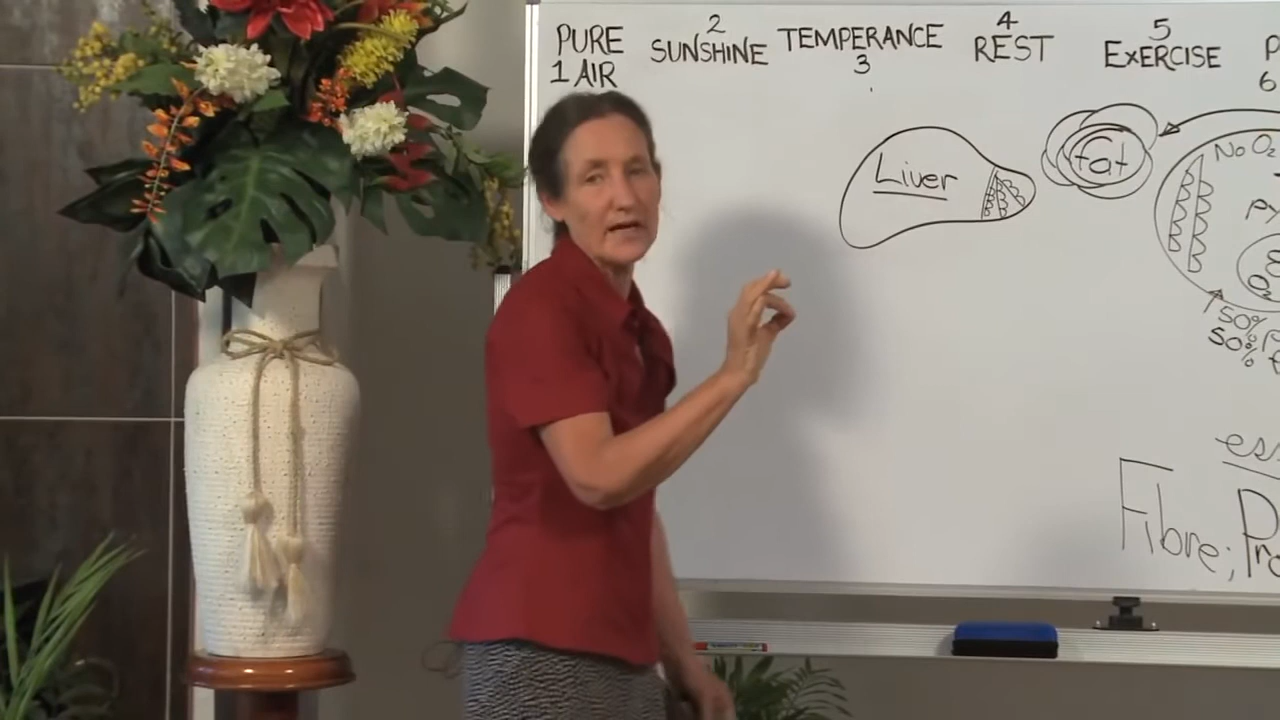 PURE
1 AIR
2
SUNSHINE
TEMPERANCE
3
4
REST
5
EXERCISE
6
Liver
fat
No O2
O2
50%
50%
Fibre;